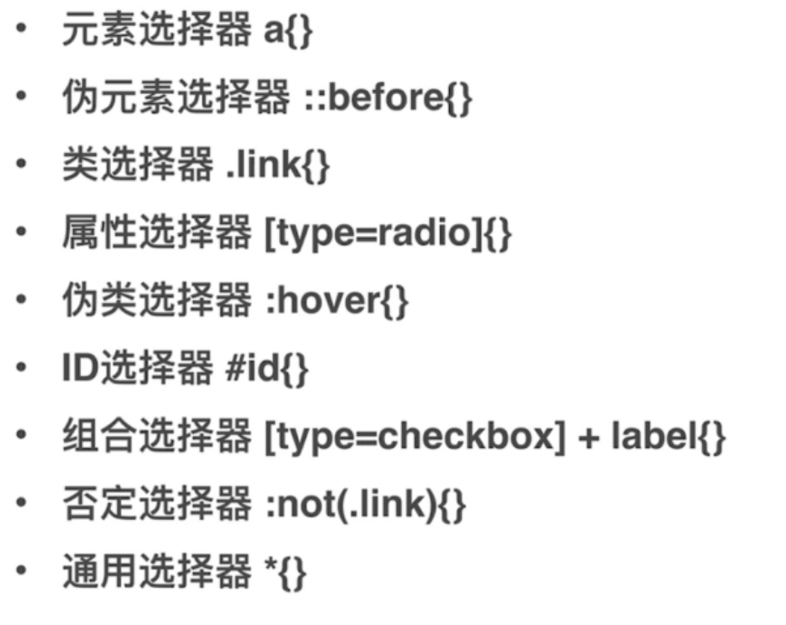 • 元素选择器 a{}
• 伪元素选择器 ::before{}
• 类选择器 .link{}
• 属性选择器 [type=radio]{}
• 伪类选择器 :hover{}
• ID选择器 #id{}
• 组合选择器 [type=checkbox] + label{}
• 否定选择器 :not(.link){}
• 通用选择器 *{}